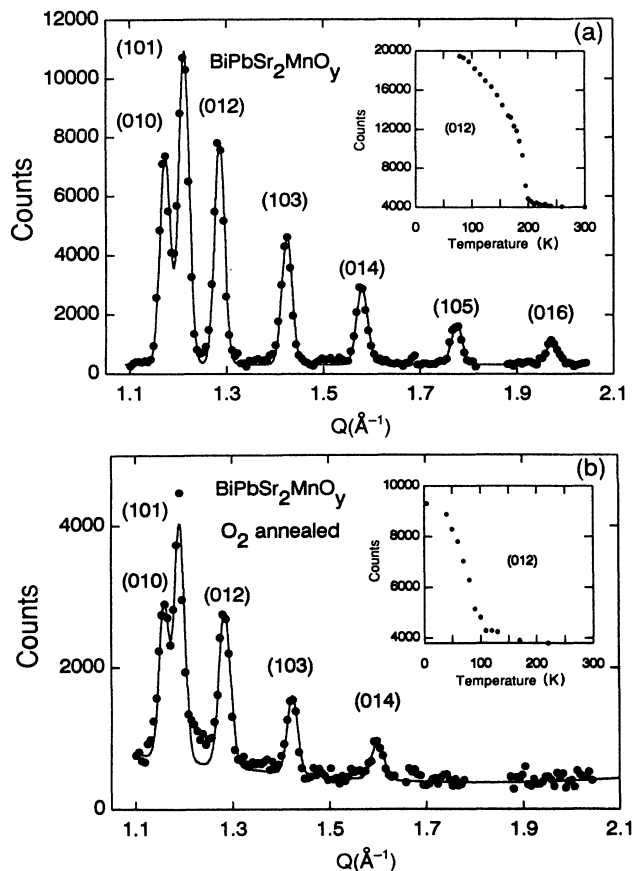 (a)
12000
10000
8000
6000
4000
2000
0
Counts
(101)
BiPbSr₂MnOᵧ
(010)
(012)
(103)
(014)
(105)
(016)
20000
16000
12000
8000
4000
Counts
(012)
0 100 200 300
Temperature (K)
1.1 1.3 1.5 1.7 1.9 2.1
Q(Å⁻¹)
(b)
4000
2000
0
Counts
(101)
BiPbSr₂MnOᵧ
O₂ annealed
(010)
(012)
(103)
(014)
10000
8000
6000
4000
Counts
(012)
0 100 200 300
Temperature (K)
1.1 1.3 1.5 1.7 1.9 2.1
Q(Å⁻¹)